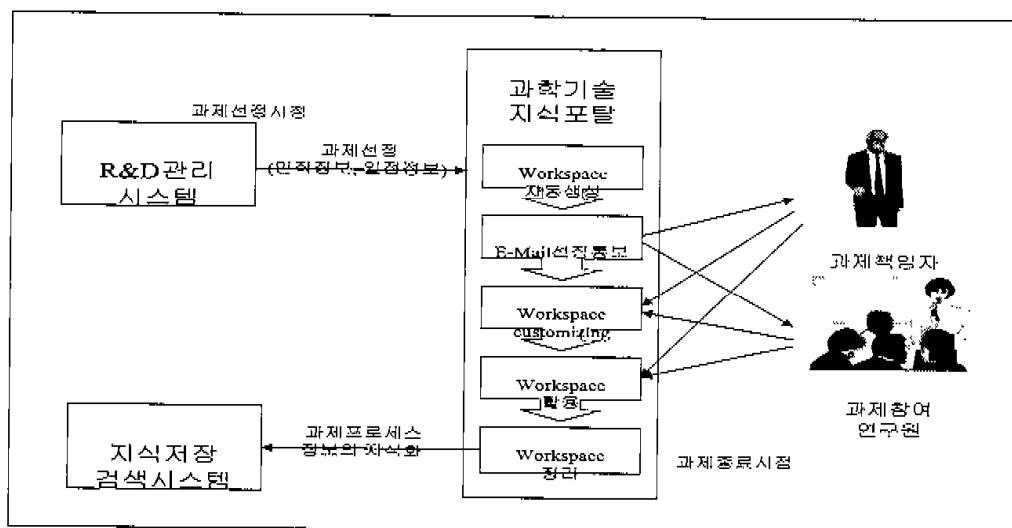 과학기술
지식포탈
과제선정시점
R&D관리
시스템
과제선정
(인적정보, 일정정보)
Workspace
자동생성
E-Mail선정통보
Workspace
customizing
Workspace
활용
Workspace
정리
과제책임자
과제참여
연구원
지식저장
검색시스템
과제프로세스
정보의 지식화
과제종료시점